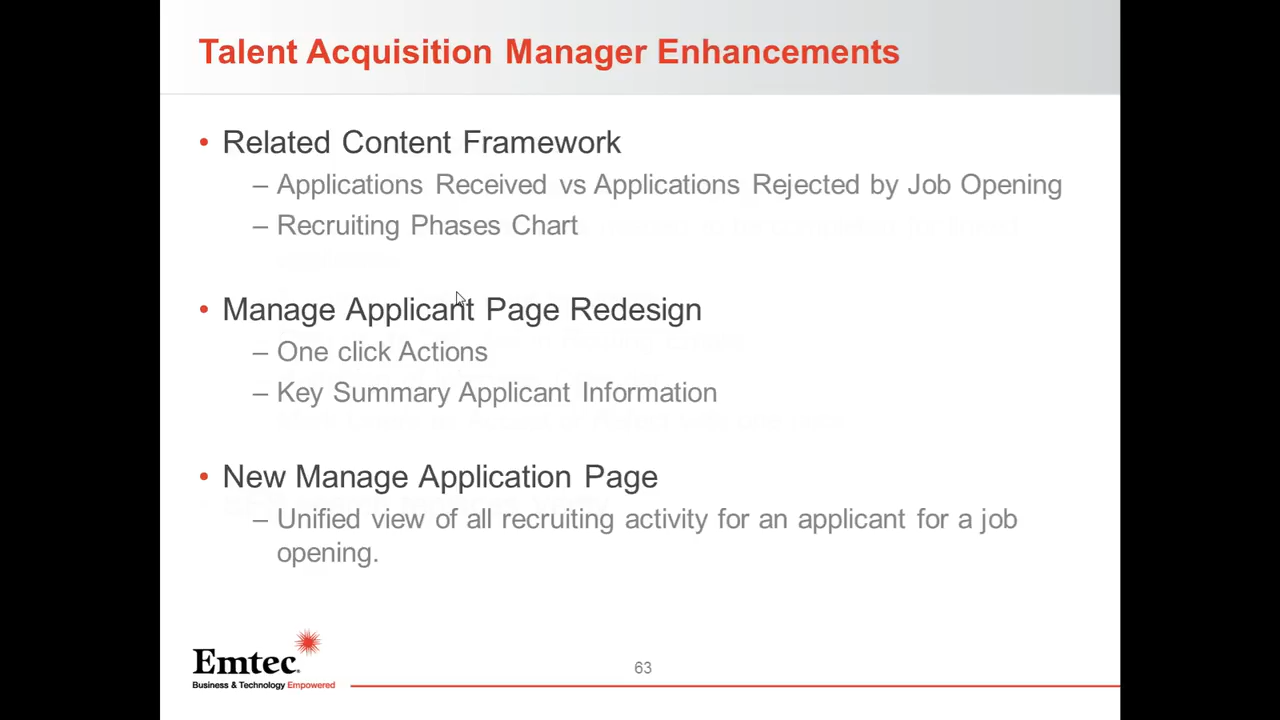 Talent Acquisition Manager Enhancements
• Related Content Framework
– Applications Received vs Applications Rejected by Job Opening
– Recruiting Phases Chart
• Manage Applicant Page Redesign
– One click Actions
– Key Summary Applicant Information
• New Manage Application Page
– Unified view of all recruiting activity for an applicant for a job
opening.
Emtec
Business & Technology Empowered
63